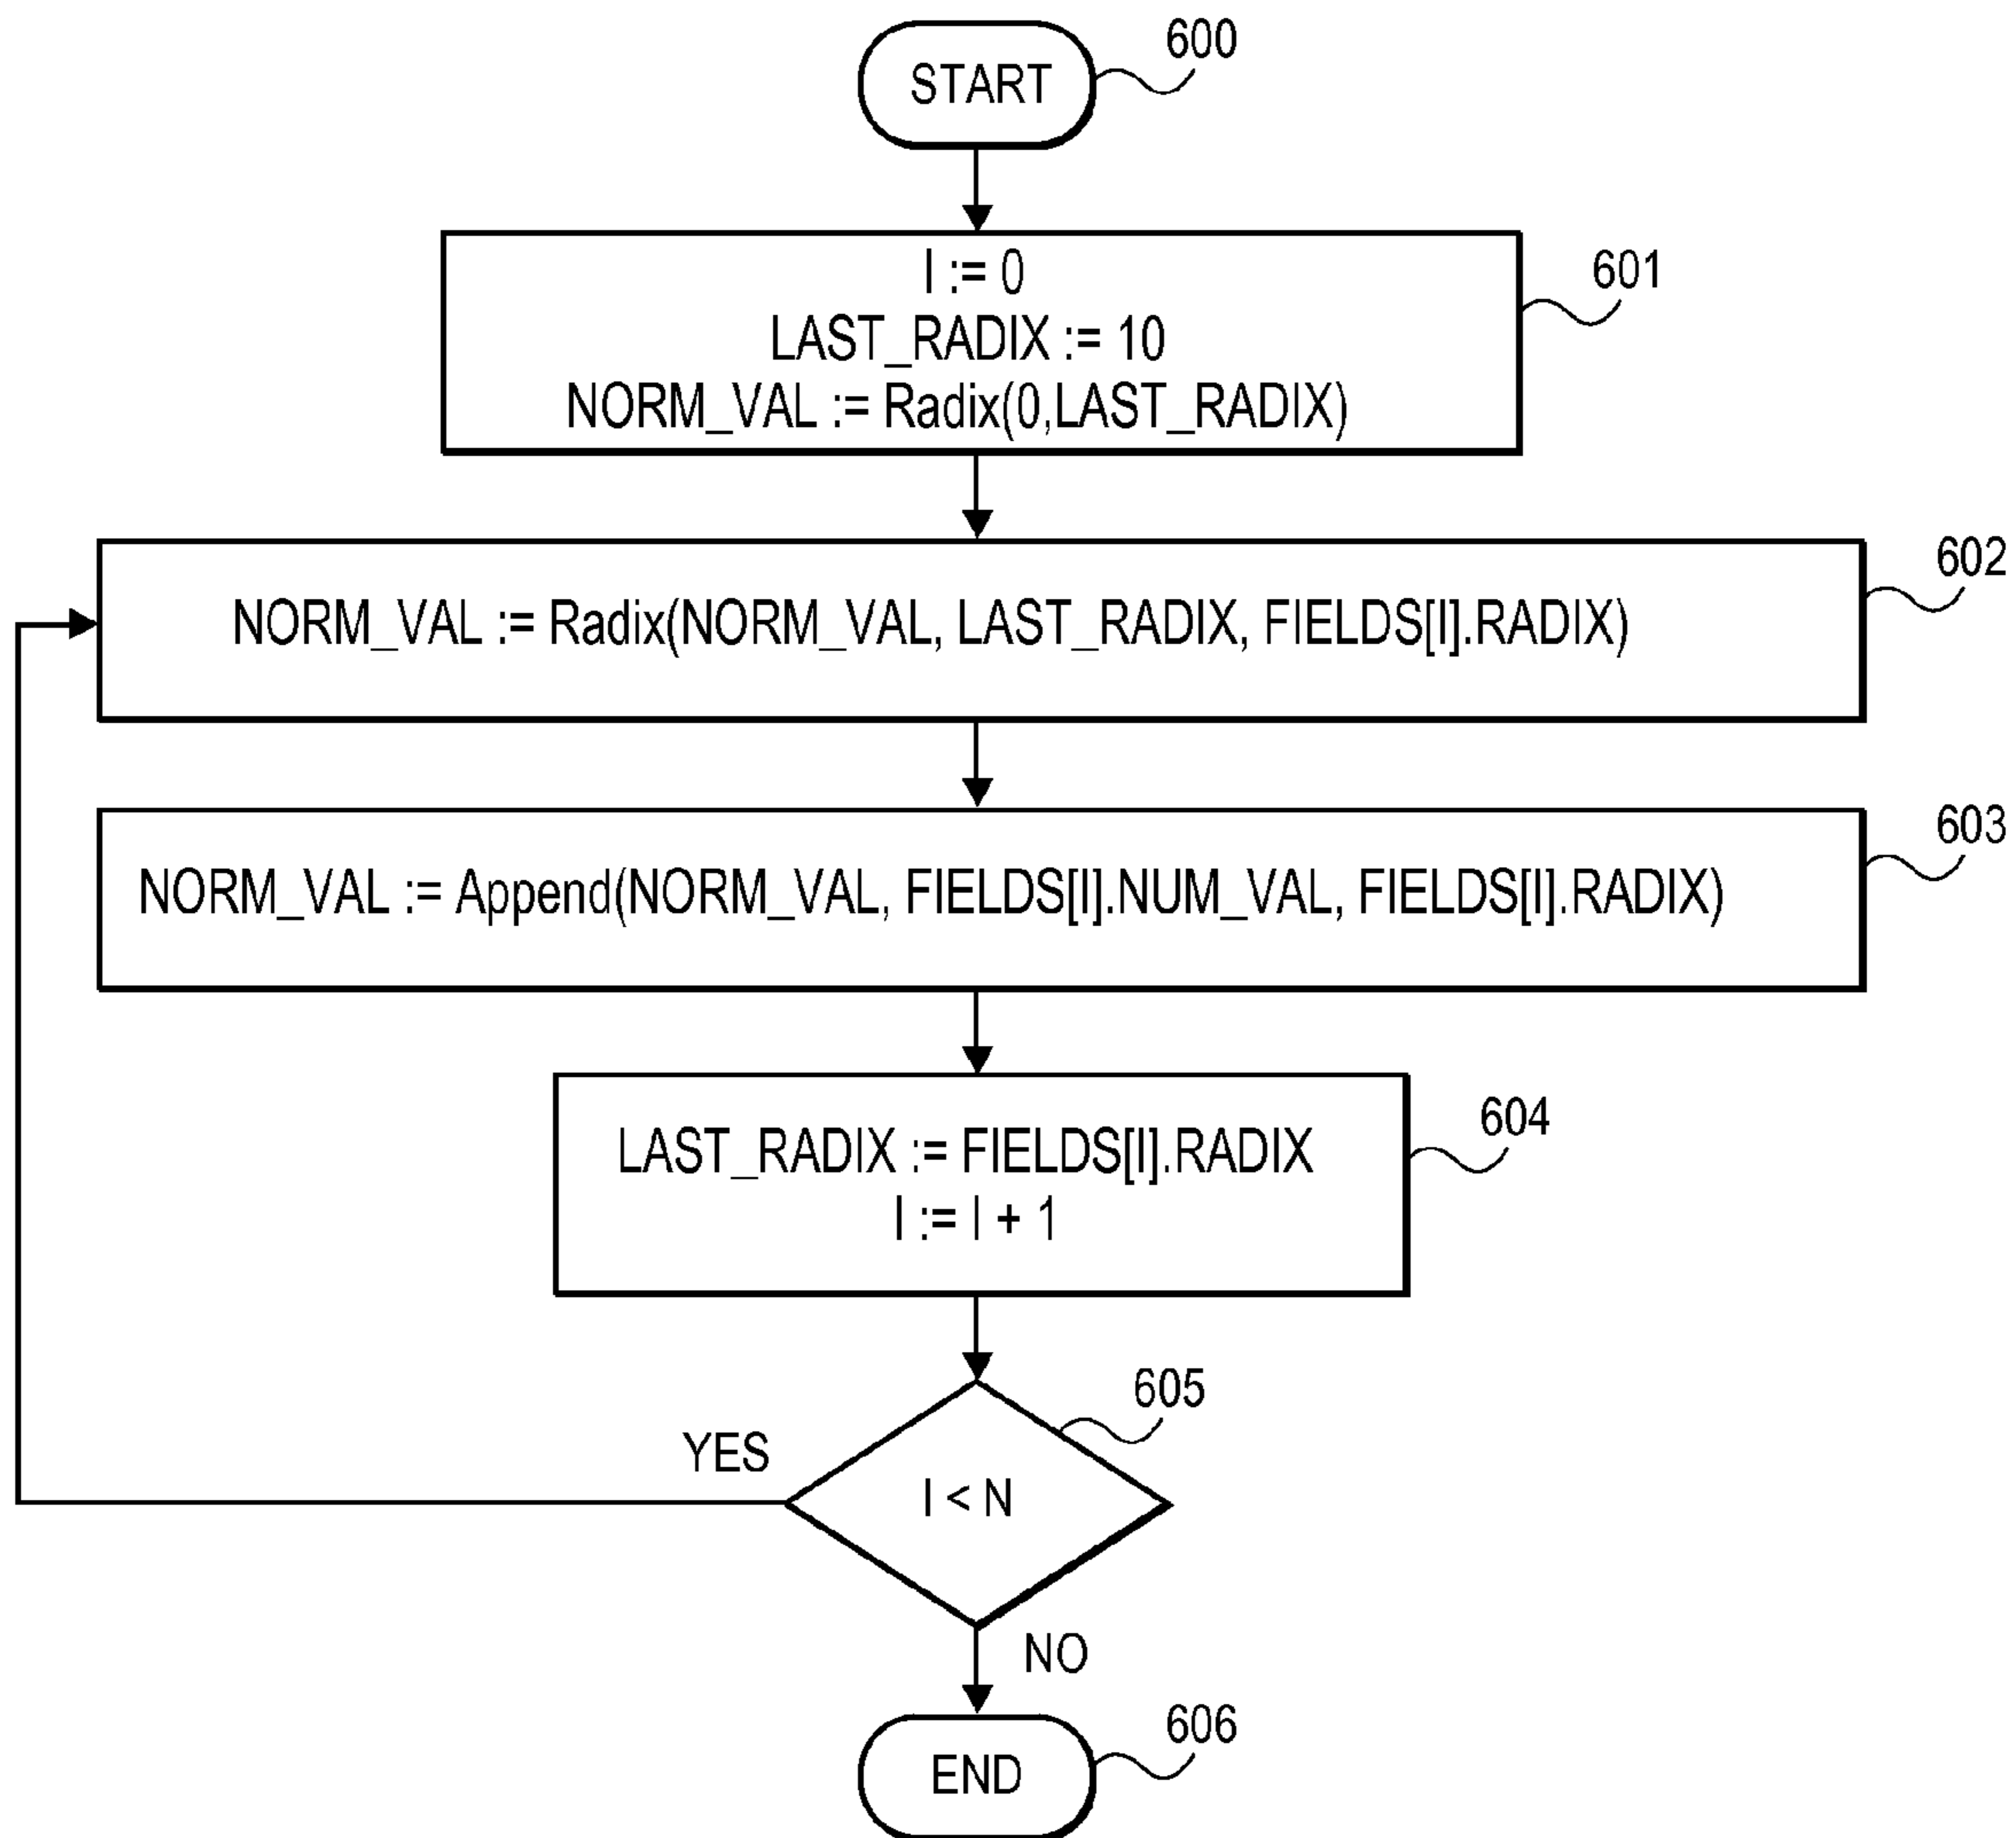 START
600
I := 0
LAST_RADIX := 10
NORM_VAL := Radix(0,LAST_RADIX)
601
NORM_VAL := Radix(NORM_VAL, LAST_RADIX, FIELDS[I].RADIX)
602
NORM_VAL := Append(NORM_VAL, FIELDS[I].NUM_VAL, FIELDS[I].RADIX)
603
LAST_RADIX := FIELDS[I].RADIX
I := I + 1
604
605
YES
I < N
NO
END
606